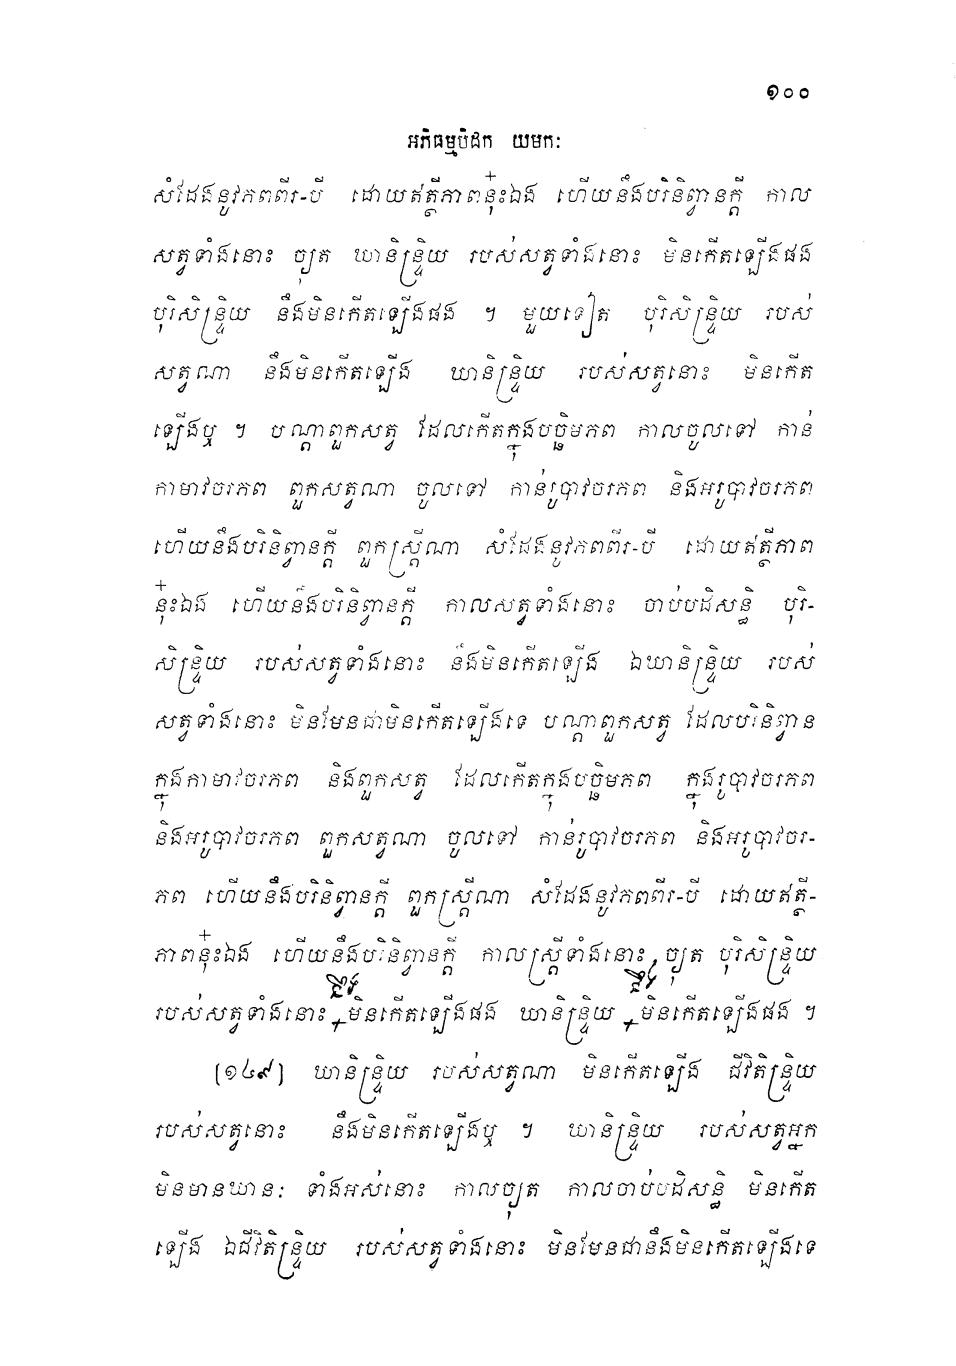 ១០០
អភិធម្មបិដក យមកៈ
សំដែងនូវភពពីរ-បី ដោយឥត្ថីភាពនុ៎ះឯង ហើយនឹងបរិនិព្វានក្តី កាល
សត្វទាំងនោះ ច្យុត ឃានិន្ទ្រិយ របស់សត្វទាំងនោះ មិនកើតឡើងផង
បុរិសិន្ទ្រិយ នឹងមិនកើតឡើងផង ។ មួយទៀត បុរិសិន្ទ្រិយ របស់
សត្វណា នឹងមិនកើតឡើង ឃានិន្ទ្រិយ របស់សត្វនោះ មិនកើត
ឡើងឬ ។ បណ្តាពួកសត្វ ដែលកើតក្នុងបច្ឆិមភព កាលចូលទៅ កាន់
កាមាវចរភព ពួកសត្វណា ចូលទៅ កាន់រូបាវចរភព និងអរូបាវចរភព
ហើយនឹងបរិនិព្វានក្តី ពួកស្ត្រីណា សំដែងនូវភពពីរ-បី ដោយឥត្ថីភាព
នុ៎ះឯង ហើយនឹងបរិនិព្វានក្តី កាលសត្វទាំងនោះ ចាប់បដិសន្ធិ បុរិ-
សិន្ទ្រិយ របស់សត្វទាំងនោះ នឹងមិនកើតឡើង ឯឃានិន្ទ្រិយ របស់
សត្វទាំងនោះ មិនមែនជាមិនកើតឡើងទេ បណ្តាពួកសត្វ ដែលបរិនិព្វាន
ក្នុងកាមាវចរភព និងពួកសត្វ ដែលកើតក្នុងបច្ឆិមភព ក្នុងរូបាវចរភព
និងអរូបាវចរភព ពួកសត្វណា ចូលទៅ កាន់រូបាវចរភព និងអរូបាវចរ-
ភព ហើយនឹងបរិនិព្វានក្តី ពួកស្ត្រីណា សំដែងនូវភពពីរ-បី ដោយឥត្ថី-
ភាពនុ៎ះឯង ហើយនឹងបរិនិព្វានក្តី កាលស្ត្រីទាំងនោះ ច្យុត បុរិសិន្ទ្រិយ
របស់សត្វទាំងនោះ នឹងមិនកើតឡើងផង ឃានិន្ទ្រិយ នឹងមិនកើតឡើងផង ។
(១៤៩) ឃានិន្ទ្រិយ របស់សត្វណា មិនកើតឡើង ជីវិតិន្ទ្រិយ
របស់សត្វនោះ នឹងមិនកើតឡើងឬ ។ ឃានិន្ទ្រិយ របស់សត្វអ្នក
មិនមានឃានៈ ទាំងអស់នោះ កាលច្យុត កាលចាប់បដិសន្ធិ មិនកើត
ឡើង ឯជីវិតិន្ទ្រិយ របស់សត្វទាំងនោះ មិនមែនជានឹងមិនកើតឡើងទេ